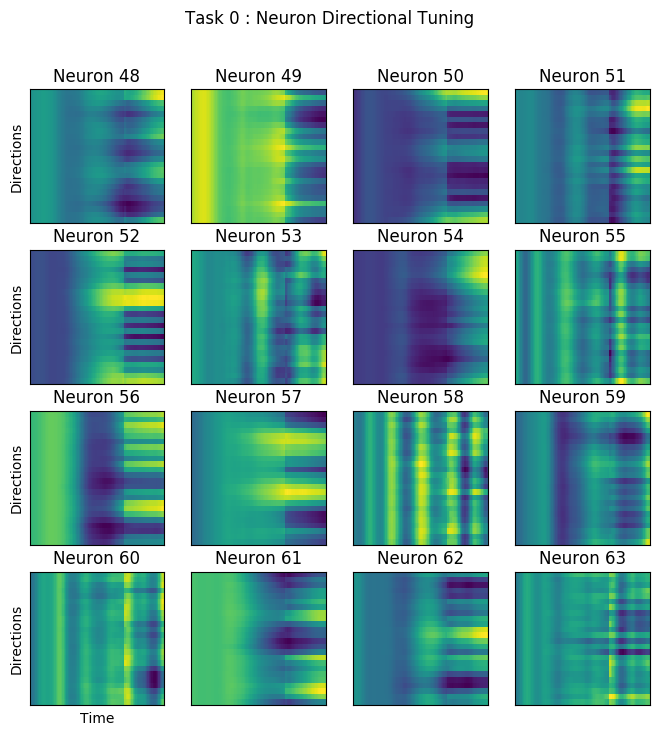 Task 0 : Neuron Directional Tuning
Neuron 48
Neuron 49
Neuron 50
Neuron 51
Directions
Neuron 52
Neuron 53
Neuron 54
Neuron 55
Directions
Neuron 56
Neuron 57
Neuron 58
Neuron 59
Directions
Neuron 60
Neuron 61
Neuron 62
Neuron 63
Directions
Time